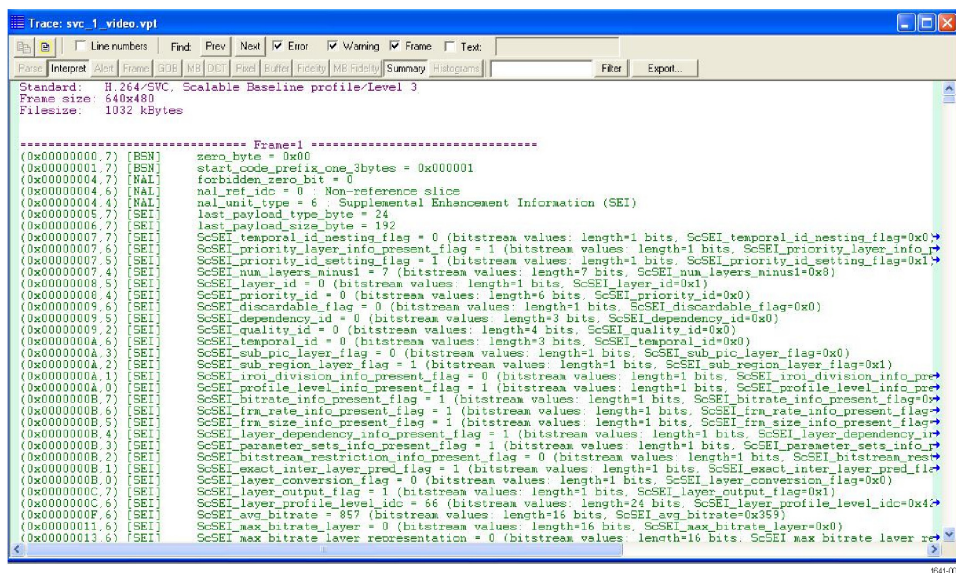 Trace: svc_1_video.vpt
Line numbers Find: Prev Next Error Warning Frame Text:
Parse Interpret Alert Frame GOB MB DCT Pixel Buffer Fidelity MB Fidelity Summary Histograms Filter Export...
Standard: H.264/SVC, Scalable Baseline profile/Level 3
Frame size: 640x480
Filesize: 1032 kBytes
================================ Frame=1 ================================
(0x00000000,7) [BSN] zero_byte = 0x00
(0x00000001,7) [BSN] start_code_prefix_one_3bytes = 0x000001
(0x00000004,7) [NAL] forbidden_zero_bit = 0
(0x00000004,6) [NAL] nal_ref_idc = 0 : Non-reference slice
(0x00000004,4) [NAL] nal_unit_type = 6 : Supplemental Enhancement Information (SEI)
(0x00000005,7) [SEI] last_payload_type_byte = 24
(0x00000006,7) [SEI] last_payload_size_byte = 192
(0x00000007,7) [SEI] ScSEI_temporal_id_nesting_flag = 0 (bitstream values: length=1 bits, ScSEI_temporal_id_nesting_flag=0x0)
(0x00000007,6) [SEI] ScSEI_priority_layer_info_present_flag = 1 (bitstream values: length=1 bits, ScSEI_priority_layer_info_p
(0x00000007,5) [SEI] ScSEI_priority_id_setting_flag = 1 (bitstream values: length=1 bits, ScSEI_priority_id_setting_flag=0x1)
(0x00000007,4) [SEI] ScSEI_num_layers_minus1 = 7 (bitstream values: length=7 bits, ScSEI_num_layers_minus1=0x8)
(0x00000008,5) [SEI] ScSEI_layer_id = 0 (bitstream values: length=1 bits, ScSEI_layer_id=0x1)
(0x00000008,4) [SEI] ScSEI_priority_id = 0 (bitstream values: length=6 bits, ScSEI_priority_id=0x0)
(0x00000009,6) [SEI] ScSEI_discardable_flag = 0 (bitstream values: length=1 bits, ScSEI_discardable_flag=0x0)
(0x00000009,5) [SEI] ScSEI_dependency_id = 0 (bitstream values: length=3 bits, ScSEI_dependency_id=0x0)
(0x00000009,2) [SEI] ScSEI_quality_id = 0 (bitstream values: length=4 bits, ScSEI_quality_id=0x0)
(0x0000000A,6) [SEI] ScSEI_temporal_id = 0 (bitstream values: length=3 bits, ScSEI_temporal_id=0x0)
(0x0000000A,3) [SEI] ScSEI_sub_pic_layer_flag = 0 (bitstream values: length=1 bits, ScSEI_sub_pic_layer_flag=0x0)
(0x0000000A,2) [SEI] ScSEI_sub_region_layer_flag = 1 (bitstream values: length=1 bits, ScSEI_sub_region_layer_flag=0x1)
(0x0000000A,1) [SEI] ScSEI_iroi_division_info_present_flag = 0 (bitstream values: length=1 bits, ScSEI_iroi_division_info_pre
(0x0000000A,0) [SEI] ScSEI_profile_level_info_present_flag = 1 (bitstream values: length=1 bits, ScSEI_profile_level_info_pre
(0x0000000B,7) [SEI] ScSEI_bitrate_info_present_flag = 1 (bitstream values: length=1 bits, ScSEI_bitrate_info_present_flag=0x
(0x0000000B,6) [SEI] ScSEI_frm_rate_info_present_flag = 1 (bitstream values: length=1 bits, ScSEI_frm_rate_info_present_flag=
(0x0000000B,5) [SEI] ScSEI_frm_size_info_present_flag = 1 (bitstream values: length=1 bits, ScSEI_frm_size_info_present_flag=
(0x0000000B,4) [SEI] ScSEI_layer_dependency_info_present_flag = 1 (bitstream values: length=1 bits, ScSEI_layer_dependency_in
(0x0000000B,3) [SEI] ScSEI_parameter_sets_info_present_flag = 1 (bitstream values: length=1 bits, ScSEI_parameter_sets_info_p
(0x0000000B,2) [SEI] ScSEI_bitstream_restriction_info_present_flag = 0 (bitstream values: length=1 bits, ScSEI_bitstream_rest
(0x0000000B,1) [SEI] ScSEI_exact_inter_layer_pred_flag = 1 (bitstream values: length=1 bits, ScSEI_exact_inter_layer_pred_fla
(0x0000000B,0) [SEI] ScSEI_layer_conversion_flag = 0 (bitstream values: length=1 bits, ScSEI_layer_conversion_flag=0x0)
(0x0000000C,7) [SEI] ScSEI_layer_output_flag = 1 (bitstream values: length=1 bits, ScSEI_layer_output_flag=0x1)
(0x0000000C,6) [SEI] ScSEI_layer_profile_level_idc = 66 (bitstream values: length=24 bits, ScSEI_layer_profile_level_idc=0x42
(0x0000000F,6) [SEI] ScSEI_avg_bitrate = 857 (bitstream values: length=16 bits, ScSEI_avg_bitrate=0x359)
(0x00000011,6) [SEI] ScSEI_max_bitrate_layer = 0 (bitstream values: length=16 bits, ScSEI_max_bitrate_layer=0x0)
(0x00000013,6) [SEI] ScSEI_max_bitrate_layer_representation = 0 (bitstream values: length=16 bits, ScSEI_max_bitrate_layer_re